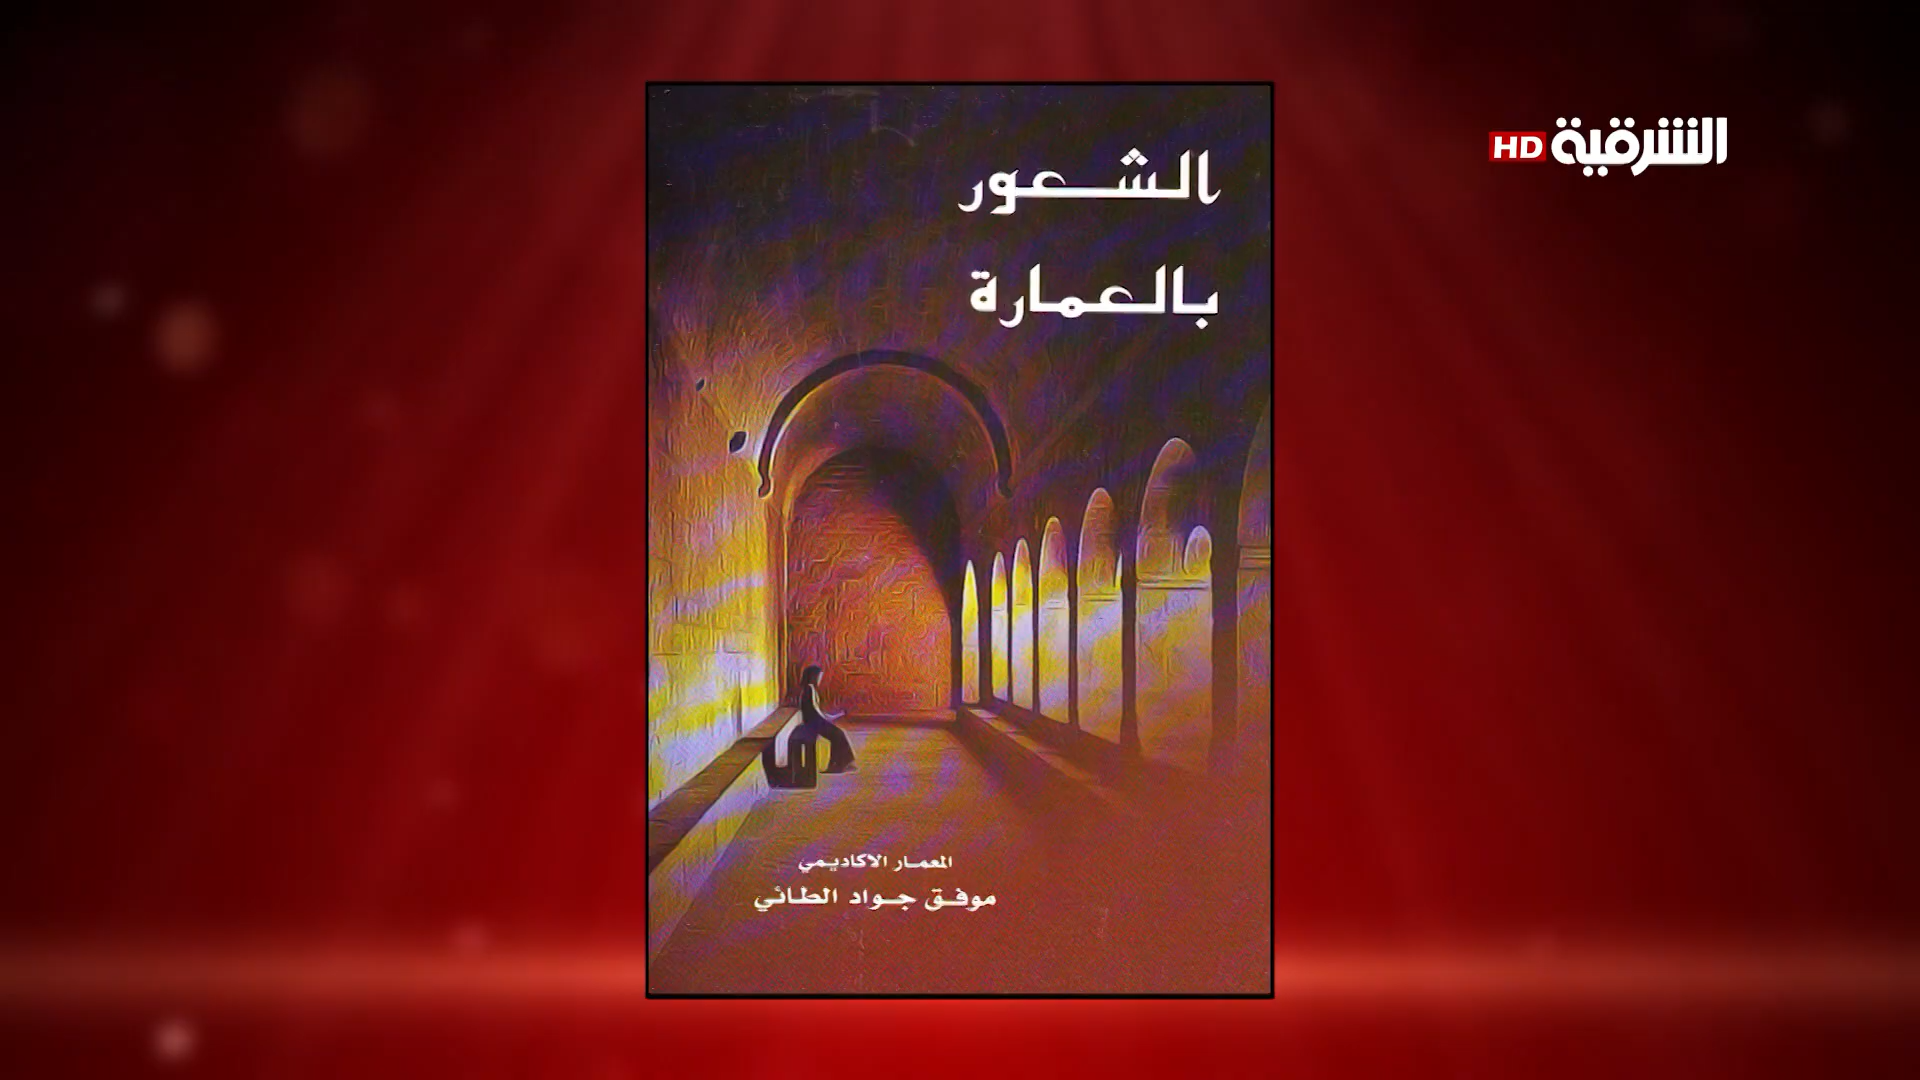 الشرقية HD
الشعور
بالعمارة
المعمار الاكاديمي
موفق جواد الطائي